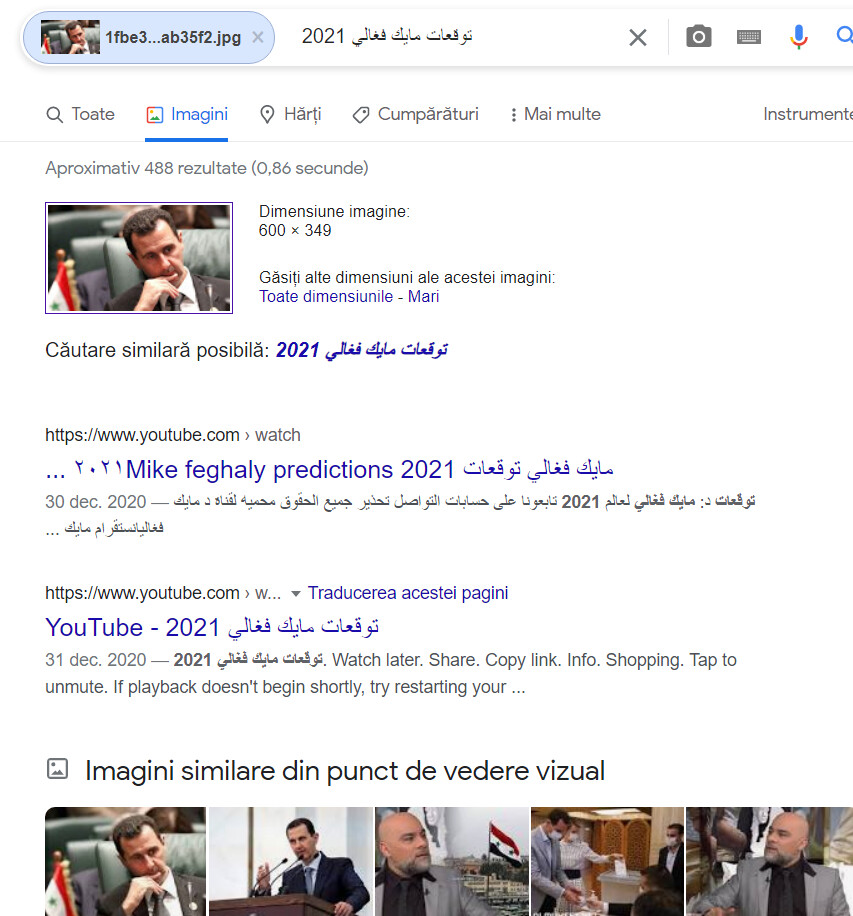 1fbe3...ab35f2.jpg
توقعات مايك فغالي 2021
Toate
Imagini
Hărți
Cumpărături
Mai multe
Instrumente
Aproximativ 488 rezultate (0,86 secunde)
Dimensiune imagine:
600 × 349
Găsiți alte dimensiuni ale acestei imagini:
Toate dimensiunile - Mari
Căutare similară posibilă: توقعات مايك فغالي 2021
https://www.youtube.com › watch
مايك فغالي توقعات Mike feghaly predictions 2021 ٢٠٢١ ...
30 dec. 2020 — توقعات د: مايك فغالي لعالم 2021 تابعونا على حسابات التواصل تحذير جميع الحقوق محميه لقناة د مايك
فغاليانستقرام مايك ...
https://www.youtube.com › w... Traducerea acestei pagini
توقعات مايك فغالي 2021 - YouTube
31 dec. 2020 — توقعات مايك فغالي 2021. Watch later. Share. Copy link. Info. Shopping. Tap to
unmute. If playback doesn't begin shortly, try restarting your ...
Imagini similare din punct de vedere vizual